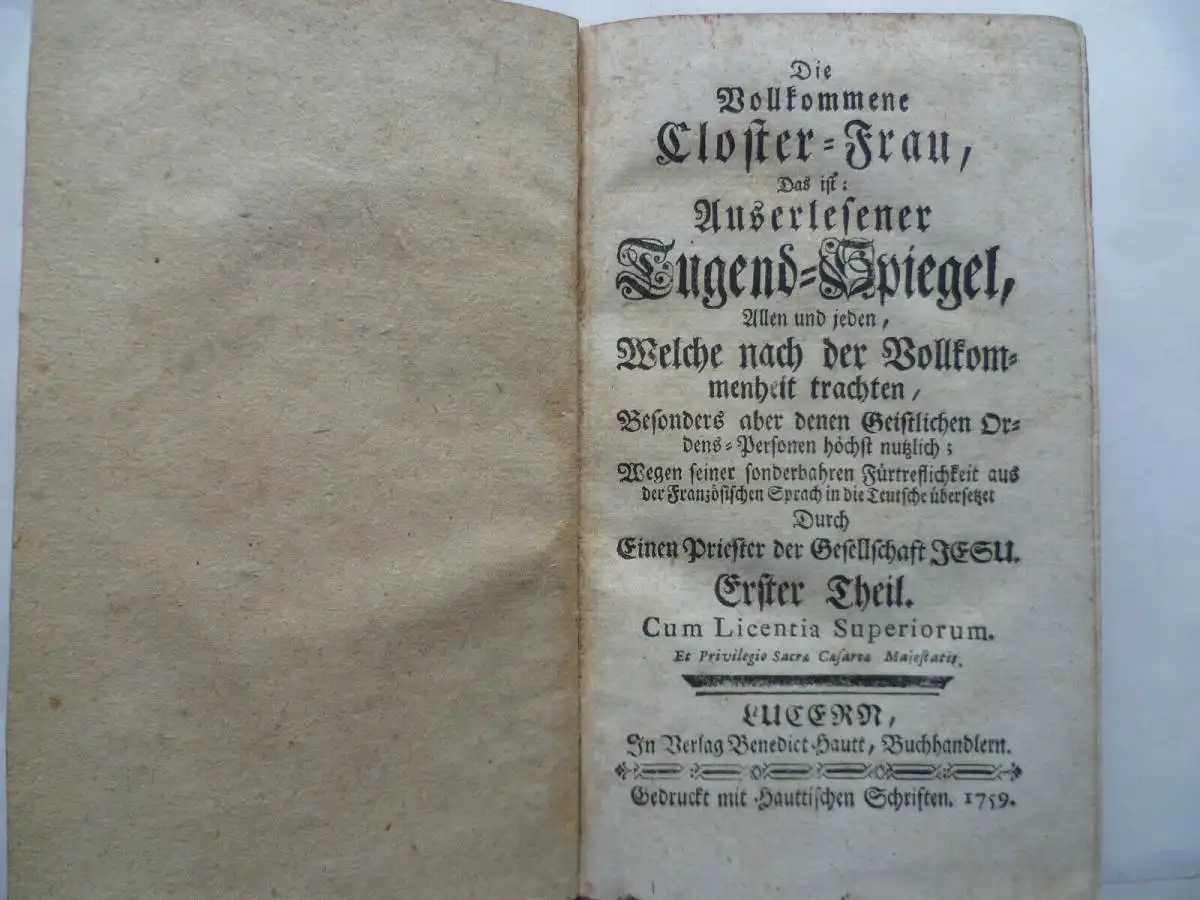 Die
Vollkommene
Closter-Frau,
Das ist:
Auserlesener
Tugend-Spiegel,
Allen und jeden,
Welche nach der Vollkom-
menheit trachten,
Besonders aber denen Geistlichen Or-
dens-Personen höchst nutzlich;
Wegen seiner sonderbahren Fürtreflichkeit aus
der Französischen Sprach in die Teutsche übersetzet
Durch
Einen Priester der Gesellschaft JESU.
Erster Theil.
Cum Licentia Superiorum.
Et Privilegio Sacræ Cæsareæ Majestatis.
LUCERN,
In Verlag Benedict Hautt, Buchhandlern.
Gedruckt mit Hauttischen Schriften. 1759.